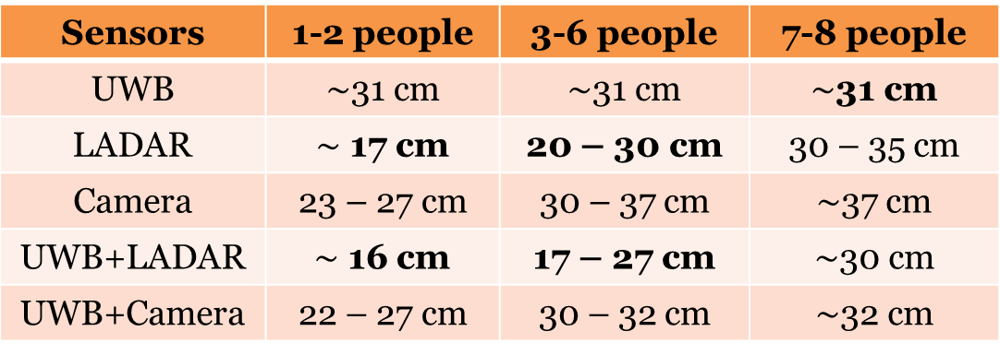 Sensors 1-2 people 3-6 people 7-8 people
UWB ~31 cm ~31 cm ~31 cm
LADAR ~ 17 cm 20 – 30 cm 30 – 35 cm
Camera 23 – 27 cm 30 – 37 cm ~37 cm
UWB+LADAR ~ 16 cm 17 – 27 cm ~30 cm
UWB+Camera 22 – 27 cm 30 – 32 cm ~32 cm